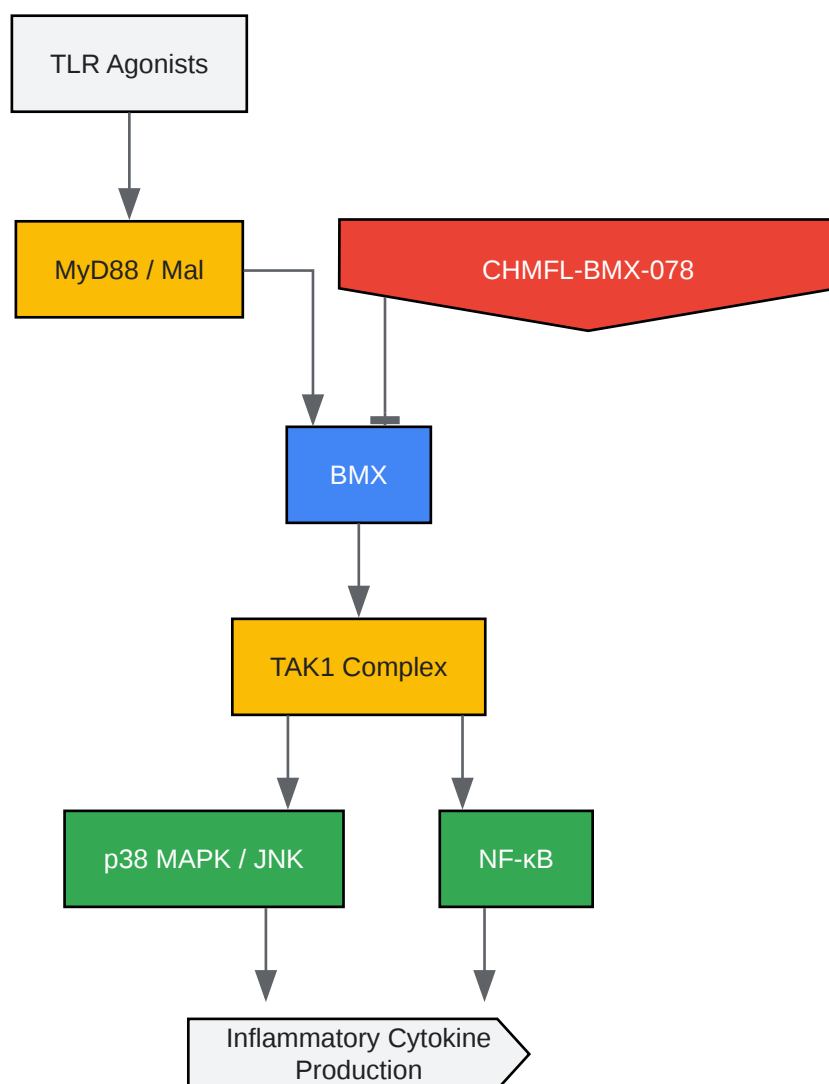 TLR Agonists
MyD88 / Mal
CHMFL-BMX-078
BMX
TAK1 Complex
p38 MAPK / JNK
NF-κB
Inflammatory Cytokine
Production